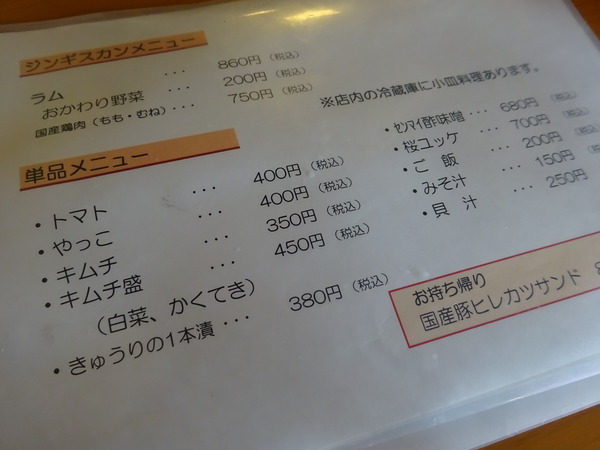 ジンギスカンメニュー
ラム ･･･ 860円（税込）
おかわり野菜 ･･･ 200円（税込）
国産鶏肉（もも・むね）･･･ 750円（税込）
単品メニュー
・トマト ･･･ 400円（税込）
・やっこ ･･･ 400円（税込）
・キムチ ･･･ 350円（税込）
・キムチ盛 ･･･ 450円（税込）
（白菜、かくてき）
・きゅうりの1本漬 ･･･ 380円（税込）
※店内の冷蔵庫に小皿料理あります。
・ｾﾝﾏｲ酢味噌 ･･･ 680円（税込）
・桜ユッケ ･･･ 700円（税込）
・ご 飯 ･･･ 200円（税込）
・みそ汁 ･･･ 150円
・貝 汁 ･･･ 250円
お持ち帰り
国産豚ヒレカツサンド